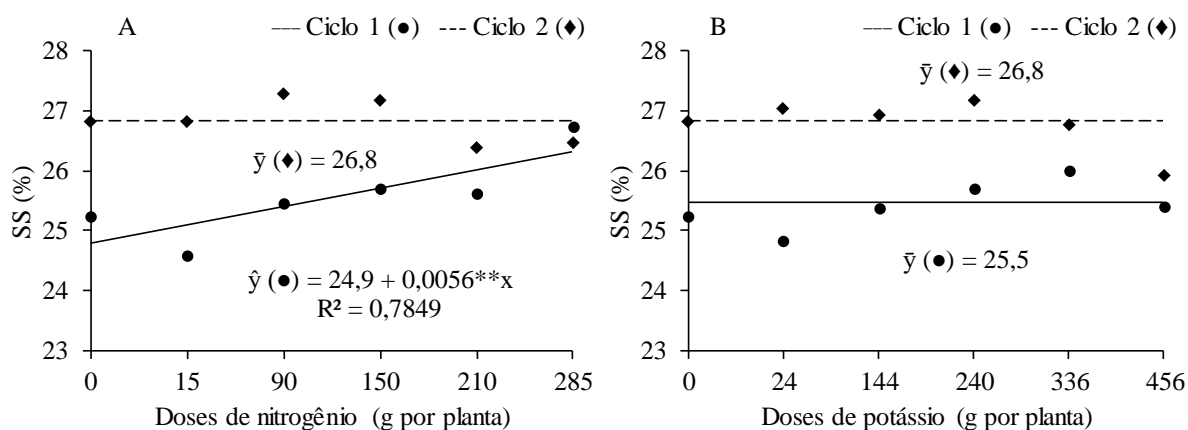 A
Ciclo 1 (●) Ciclo 2 (♦)
28
27
26
25
24
23
SS (%)
ȳ (♦) = 26,8
ŷ (●) = 24,9 + 0,0056**x
R² = 0,7849
0 15 90 150 210 285
Doses de nitrogênio (g por planta)
B
Ciclo 1 (●) Ciclo 2 (♦)
28
27
26
25
24
23
SS (%)
ȳ (♦) = 26,8
ȳ (●) = 25,5
0 24 144 240 336 456
Doses de potássio (g por planta)